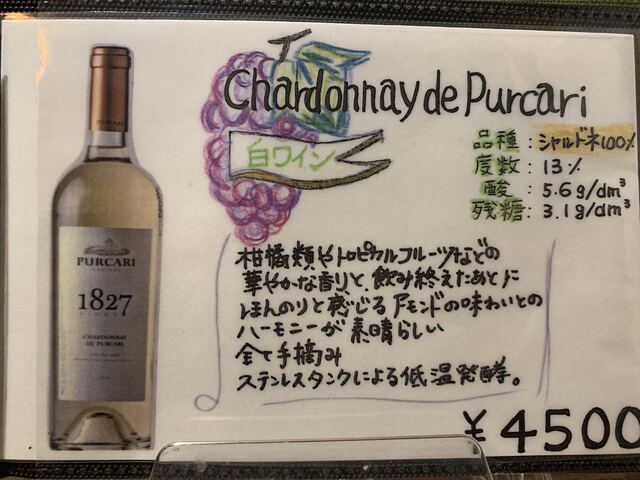 Chardonnay de Purcari
白ワイン
品種:シャルドネ100%
度数:13%
酸:5.6g/dm³
残糖:3.1g/dm³
柑橘類やトロピカルフルーツなどの
華やかな香りと、飲み終えたあとに
ほんのりと感じるアーモンドの味わいとの
ハーモニーが素晴らしい
全て手摘み
ステンレスタンクによる低温発酵。
¥4500
PURCARI
1827
CHARDONNAY
DE PURCARI